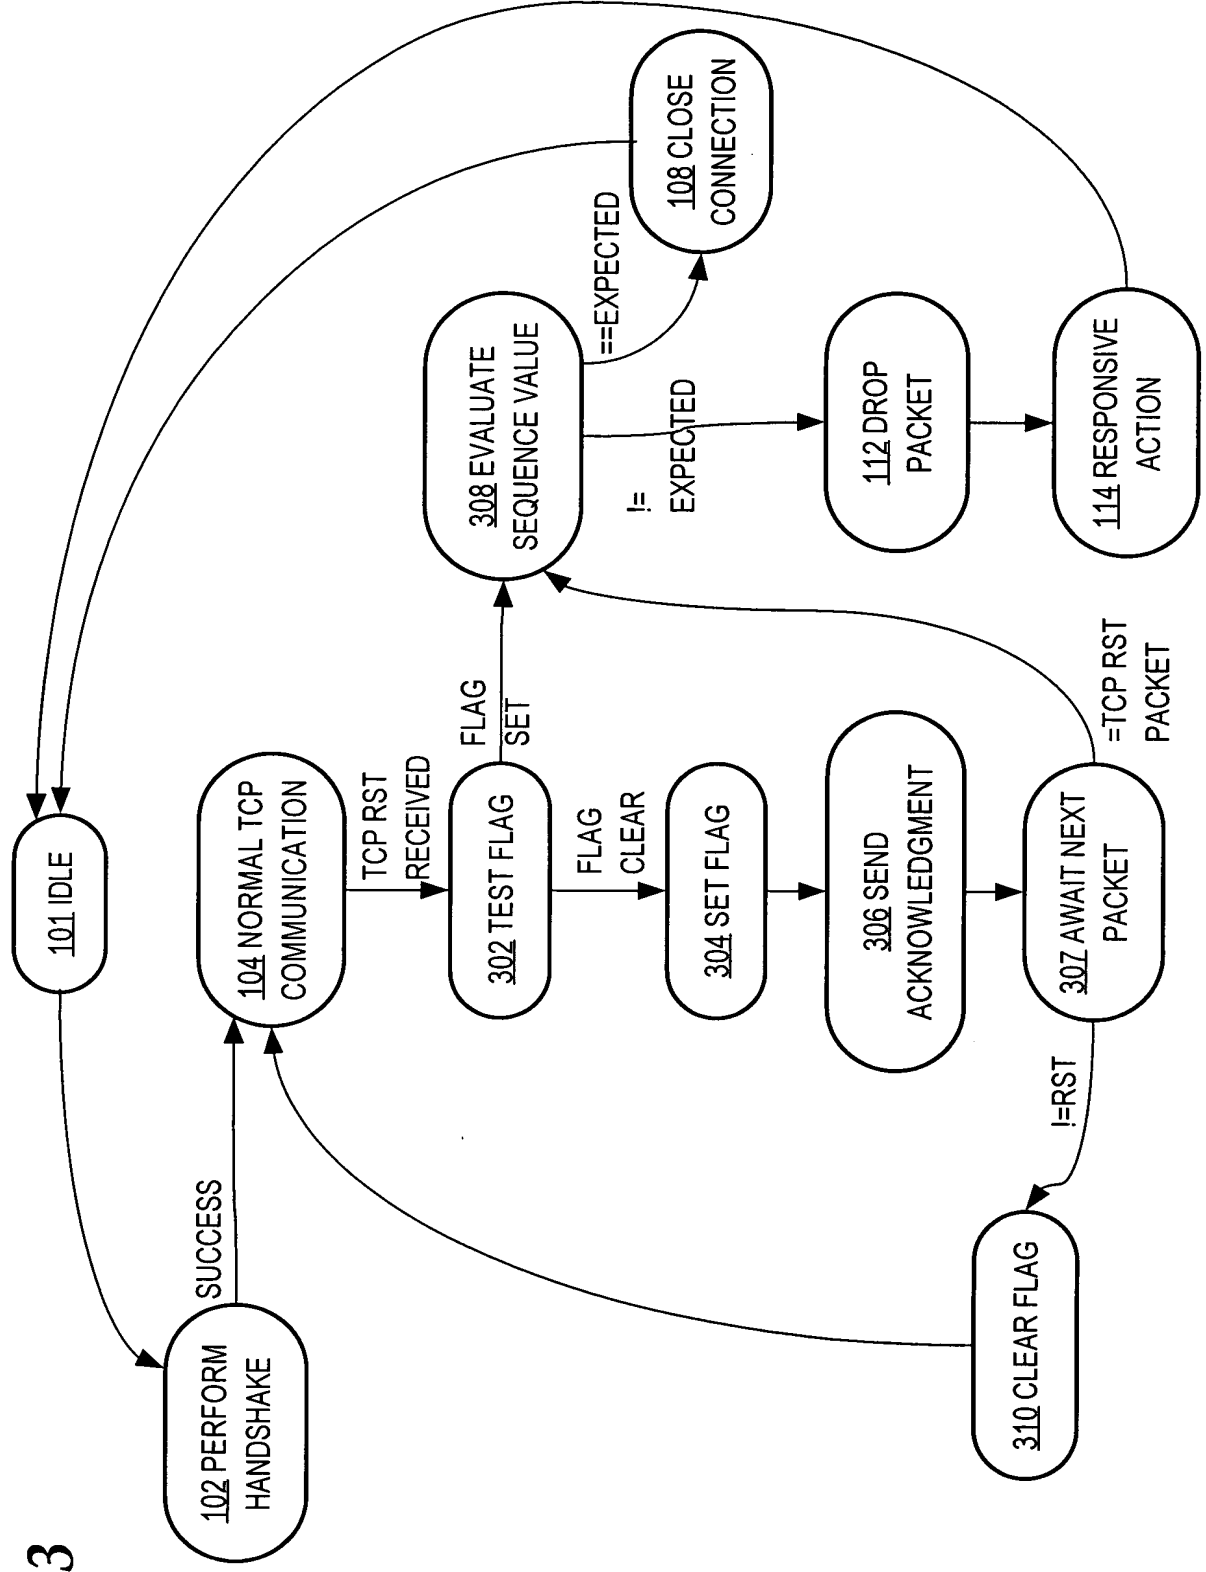 101 IDLE
102 PERFORM
HANDSHAKE
SUCCESS
104 NORMAL TCP
COMMUNICATION
TCP RST
RECEIVED
302 TEST FLAG
FLAG
SET
FLAG
CLEAR
304 SET FLAG
306 SEND
ACKNOWLEDGMENT
307 AWAIT NEXT
PACKET
!=RST
310 CLEAR FLAG
=TCP RST
PACKET
308 EVALUATE
SEQUENCE VALUE
==EXPECTED
108 CLOSE
CONNECTION
!=
EXPECTED
112 DROP
PACKET
114 RESPONSIVE
ACTION
3